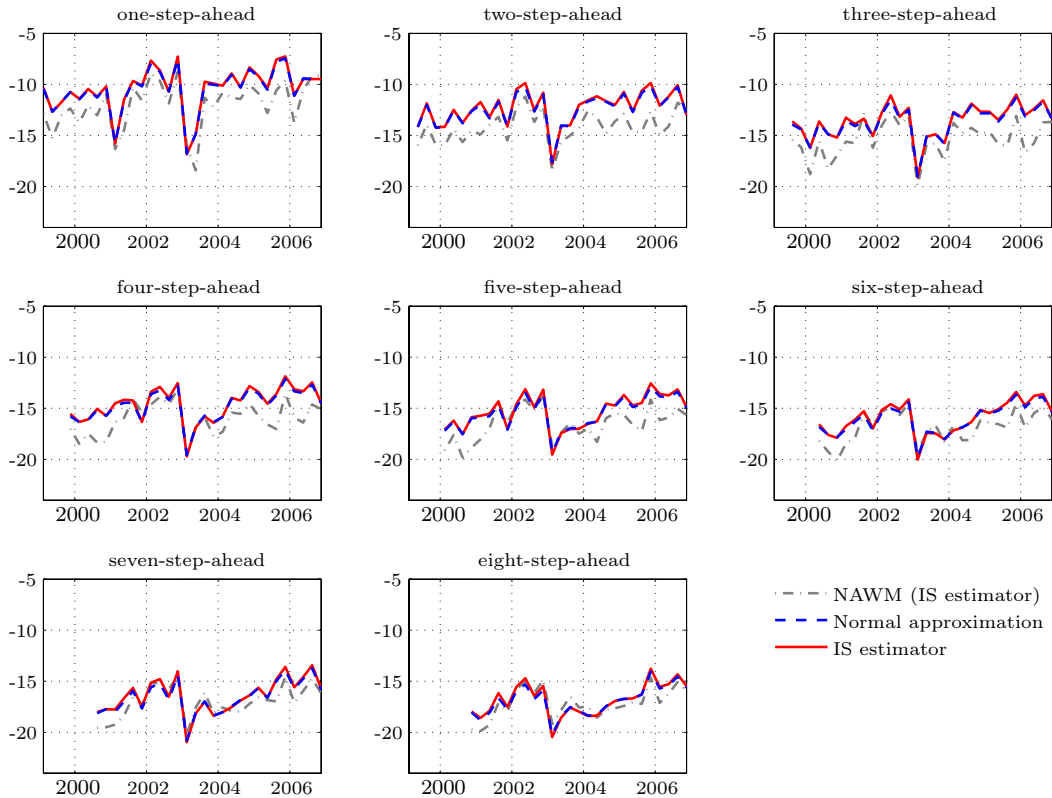 one-step-ahead
two-step-ahead
three-step-ahead
-5
-10
-15
-20
2000 2002 2004 2006
-5
-10
-15
-20
2000 2002 2004 2006
-5
-10
-15
-20
2000 2002 2004 2006
four-step-ahead
five-step-ahead
six-step-ahead
-5
-10
-15
-20
2000 2002 2004 2006
-5
-10
-15
-20
2000 2002 2004 2006
-5
-10
-15
-20
2000 2002 2004 2006
seven-step-ahead
eight-step-ahead
-5
-10
-15
-20
2000 2002 2004 2006
-5
-10
-15
-20
2000 2002 2004 2006
NAWM (IS estimator)
Normal approximation
IS estimator